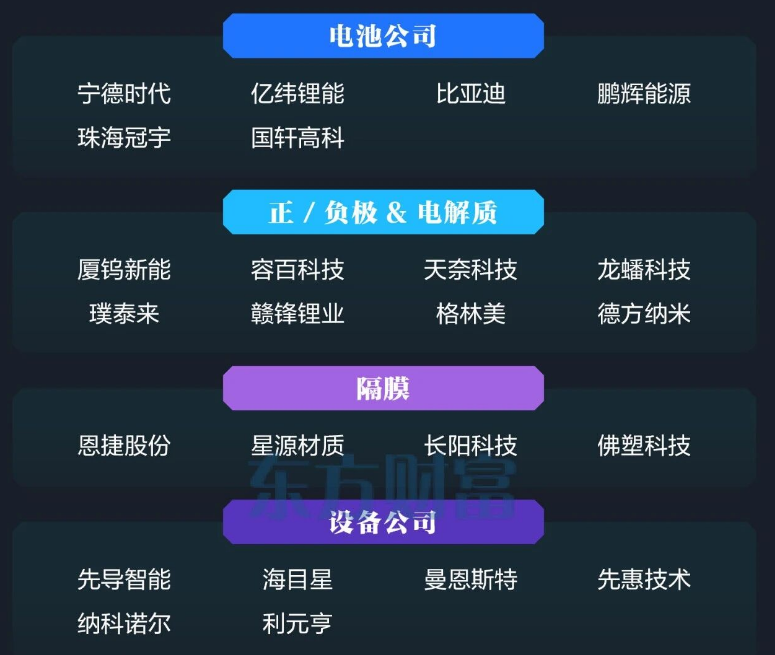 电池公司
宁德时代 亿纬锂能 比亚迪 鹏辉能源
珠海冠宇 国轩高科
正 / 负极 & 电解质
厦钨新能 容百科技 天奈科技 龙蟠科技
璞泰来 赣锋锂业 格林美 德方纳米
隔膜
恩捷股份 星源材质 长阳科技 佛塑科技
东方财富
设备公司
先导智能 海目星 曼恩斯特 先惠技术
纳科诺尔 利元亨